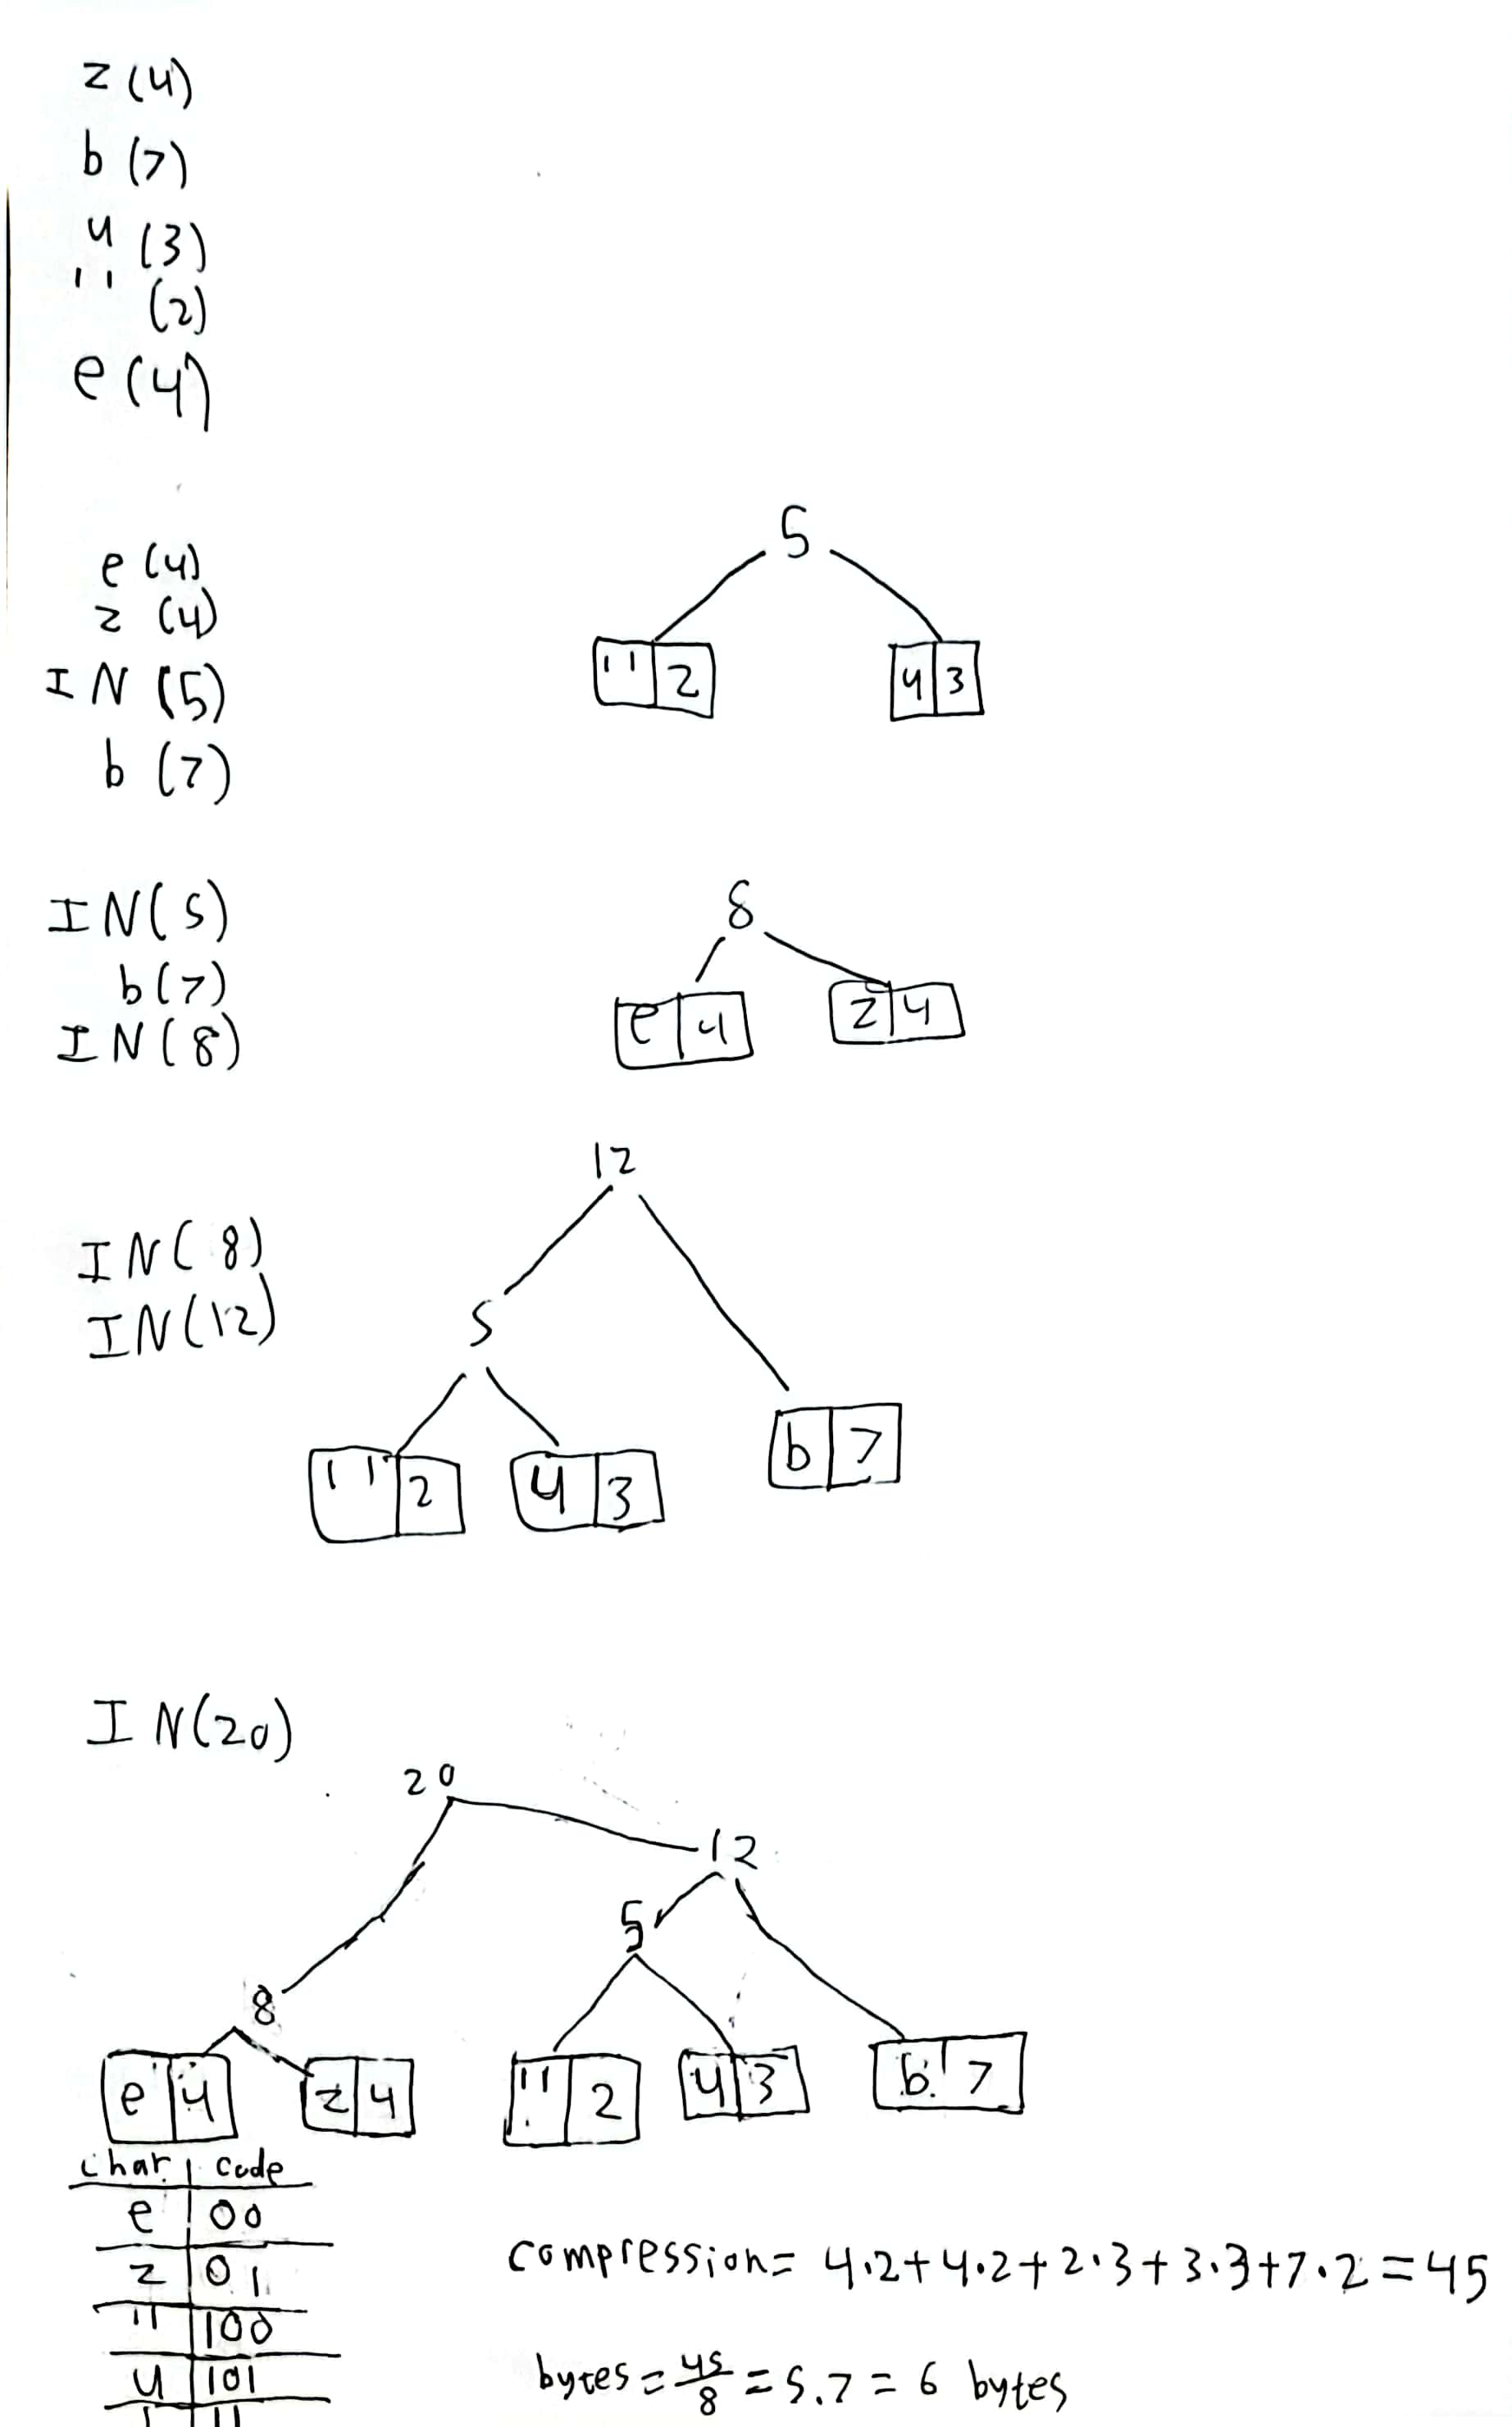 z (4)
b (7)
u (3)
" (2)
e (4)
e (4)
z (4)
IN (5)
b (7)
5
" 2
u 3
IN(5)
b(7)
IN(8)
8
e 4
z 4
12
IN(8)
IN(12)
5
" 2
u 3
b 7
IN(20)
20
12
5
8
e 4
z 4
" 2
u 3
b 7
char code
e 00
z 01
" 100
u 101
compression = 4·2+4·2+2·3+3·3+7·2=45
bytes = 45/8 = 5.7 = 6 bytes